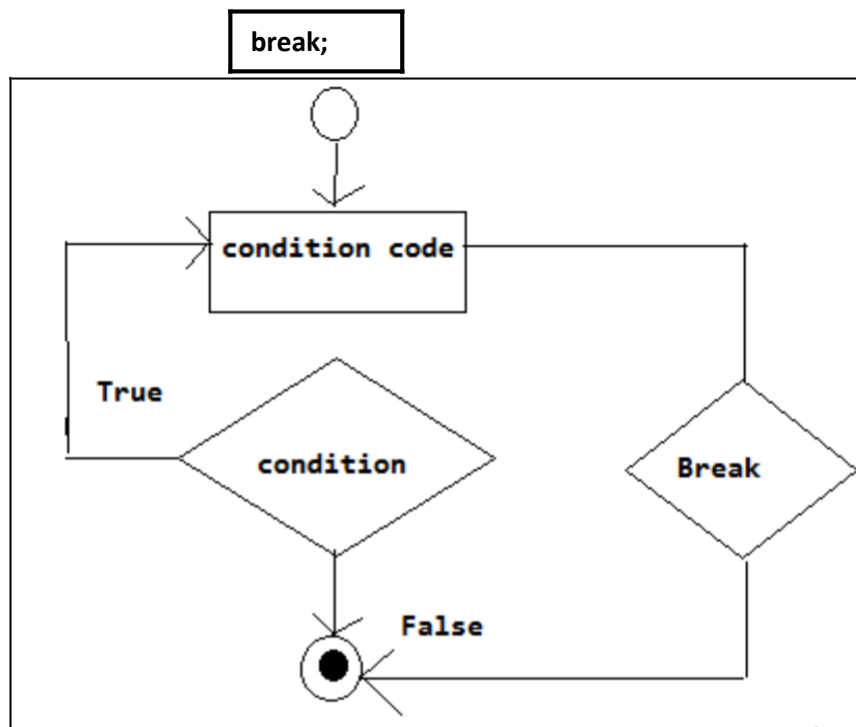 break;
condition code
True
condition
Break
False